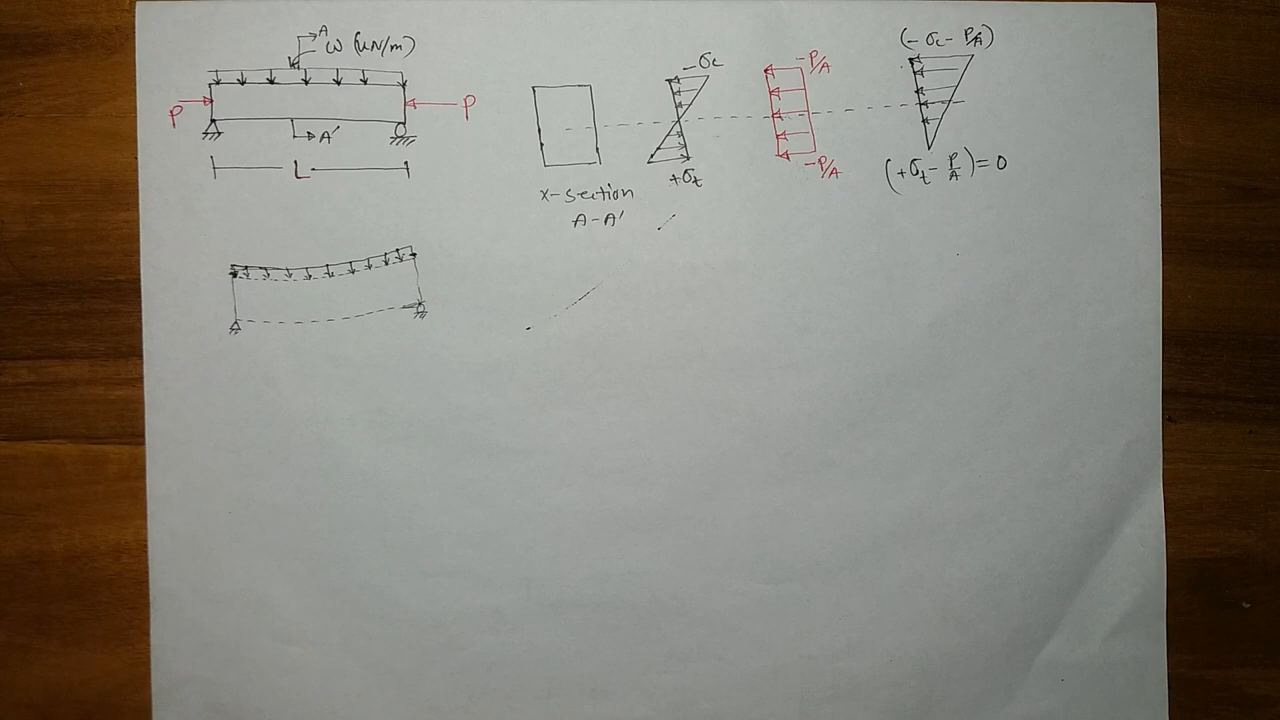 A
ω (kN/m)
P
P
A'
L
x-section
A-A'
-σc
+σt
-P/A
-P/A
(-σc-P/A)
(+σt-P/A)=0